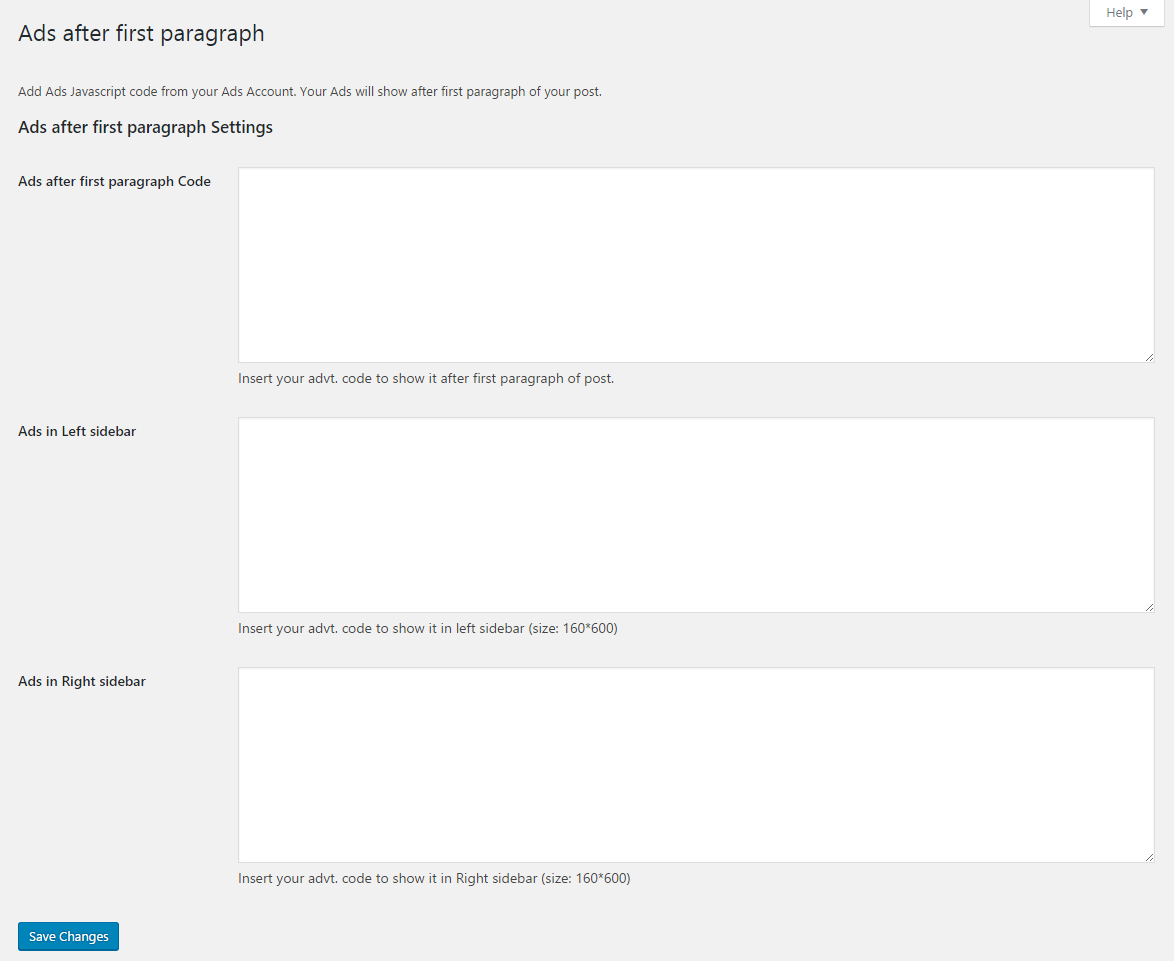 Help
Ads after first paragraph
Add Ads Javascript code from your Ads Account. Your Ads will show after first paragraph of your post.
Ads after first paragraph Settings
Ads after first paragraph Code
Insert your advt. code to show it after first paragraph of post.
Ads in Left sidebar
Insert your advt. code to show it in left sidebar (size: 160*600)
Ads in Right sidebar
Insert your advt. code to show it in Right sidebar (size: 160*600)
Save Changes